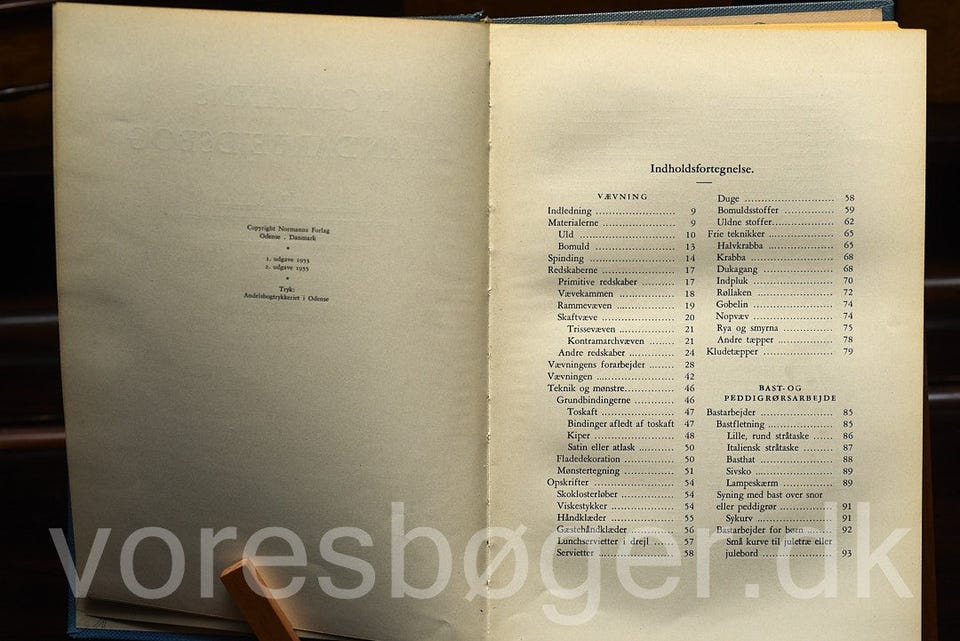 Copyright Normanns Forlag
Odense . Danmark
*
1. udgave 1953
2. udgave 1955
*
Tryk:
Andelsbogtrykkeriet i Odense
Indholdsfortegnelse.
VÆVNING
Indledning ........................ 9
Materialerne ...................... 9
Uld ............................... 10
Bomuld ............................ 13
Spinding .......................... 14
Redskaberne ....................... 17
Primitive redskaber ............... 17
Vævekammen ........................ 18
Rammevæven ........................ 19
Skaftvæve ......................... 20
Trissevæven ....................... 21
Kontramarchvæven ........ 21
Andre redskaber ............... 24
Vævningens forarbejder ........ 28
Vævningen ......................... 42
Teknik og mønstre............... 46
Grundbindingerne ............ 46
Toskaft ........................ 47
Bindinger afledt af toskaft 47
Kiper .......................... 48
Satin eller atlask ............. 50
Fladedekoration ................ 50
Mønstertegning ................. 51
Opskrifter ........................ 54
Skoklosterløber ................ 54
Viskestykker ................... 54
Håndklæder ..................... 55
Gæstehåndklæder ............. 56
Lunchservietter i drejl ...... 57
Servietter ..................... 58
Duge ........................... 58
Bomuldsstoffer ................. 59
Uldne stoffer................... 62
Frie teknikker .................... 65
Halvkrabba ..................... 65
Krabba ......................... 68
Dukagang ....................... 68
Indpluk ........................ 70
Røllaken ....................... 72
Gobelin ........................ 74
Nopvæv ......................... 74
Rya og smyrna .................. 75
Andre tæpper ................... 78
Kludetæpper ....................... 79
BAST- OG
PEDDIGRØRSARBEJDE
Bastarbejder ...................... 85
Bastfletning ................... 85
Lille, rund stråtaske ...... 86
Italiensk stråtaske ......... 87
Basthat ........................ 88
Sivsko ......................... 89
Lampeskærm ..................... 89
Syning med bast over snor
eller peddigrør ................ 91
Sykurv ......................... 91
Bastarbejder for børn ......... 92
Små kurve til juletræ eller
julebord ....................... 93
voresbøger.dk